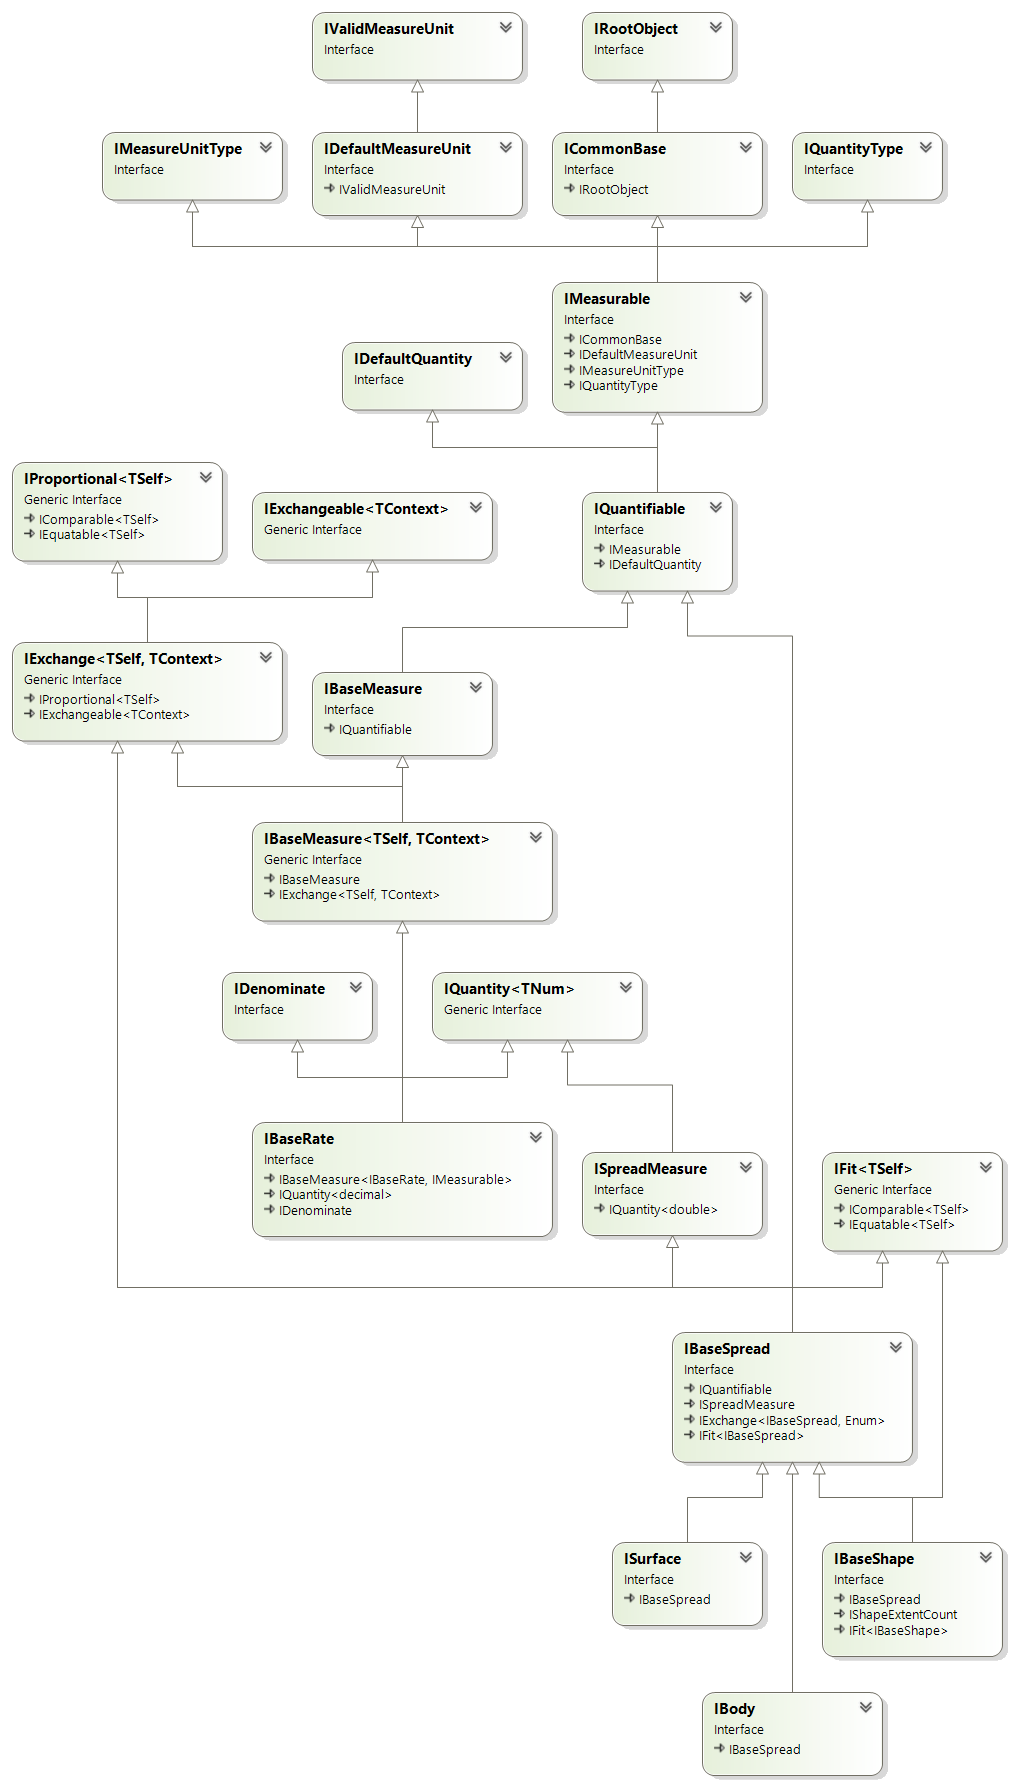 IValidMeasureUnit
Interface
IRootObject
Interface
IMeasureUnitType
Interface
IDefaultMeasureUnit
Interface
IValidMeasureUnit
ICommonBase
Interface
IRootObject
IQuantityType
Interface
IMeasurable
Interface
ICommonBase
IDefaultMeasureUnit
IMeasureUnitType
IQuantityType
IDefaultQuantity
Interface
IProportional<TSelf>
Generic Interface
IComparable<TSelf>
IEquatable<TSelf>
IExchangeable<TContext>
Generic Interface
IQuantifiable
Interface
IMeasurable
IDefaultQuantity
IExchange<TSelf, TContext>
Generic Interface
IProportional<TSelf>
IExchangeable<TContext>
IBaseMeasure
Interface
IQuantifiable
IBaseMeasure<TSelf, TContext>
Generic Interface
IBaseMeasure
IExchange<TSelf, TContext>
IDenominate
Interface
IQuantity<TNum>
Generic Interface
IBaseRate
Interface
IBaseMeasure<IBaseRate, IMeasurable>
IQuantity<decimal>
IDenominate
ISpreadMeasure
Interface
IQuantity<double>
IFit<TSelf>
Generic Interface
IComparable<TSelf>
IEquatable<TSelf>
IBaseSpread
Interface
IQuantifiable
ISpreadMeasure
IExchange<IBaseSpread, Enum>
IFit<IBaseSpread>
ISurface
Interface
IBaseSpread
IBaseShape
Interface
IBaseSpread
IShapeExtentCount
IFit<IBaseShape>
IBody
Interface
IBaseSpread